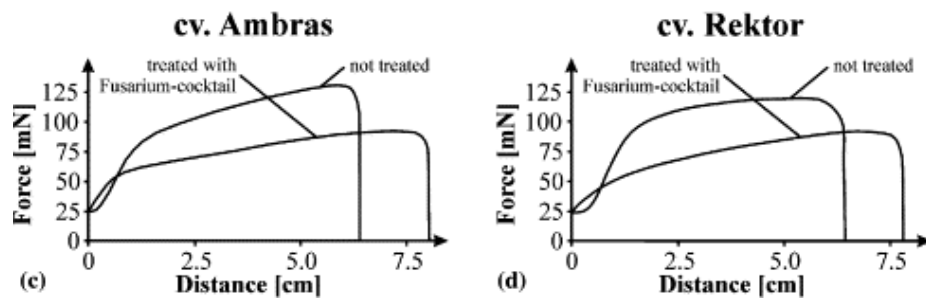 cv. Ambras
treated with
Fusarium-cocktail
not treated
Force [mN]
125
100
75
50
25
0
0
2.5
5.0
7.5
Distance [cm]
(c)
cv. Rektor
treated with
Fusarium-cocktail
not treated
Force [mN]
125
100
75
50
25
0
0
2.5
5.0
7.5
Distance [cm]
(d)